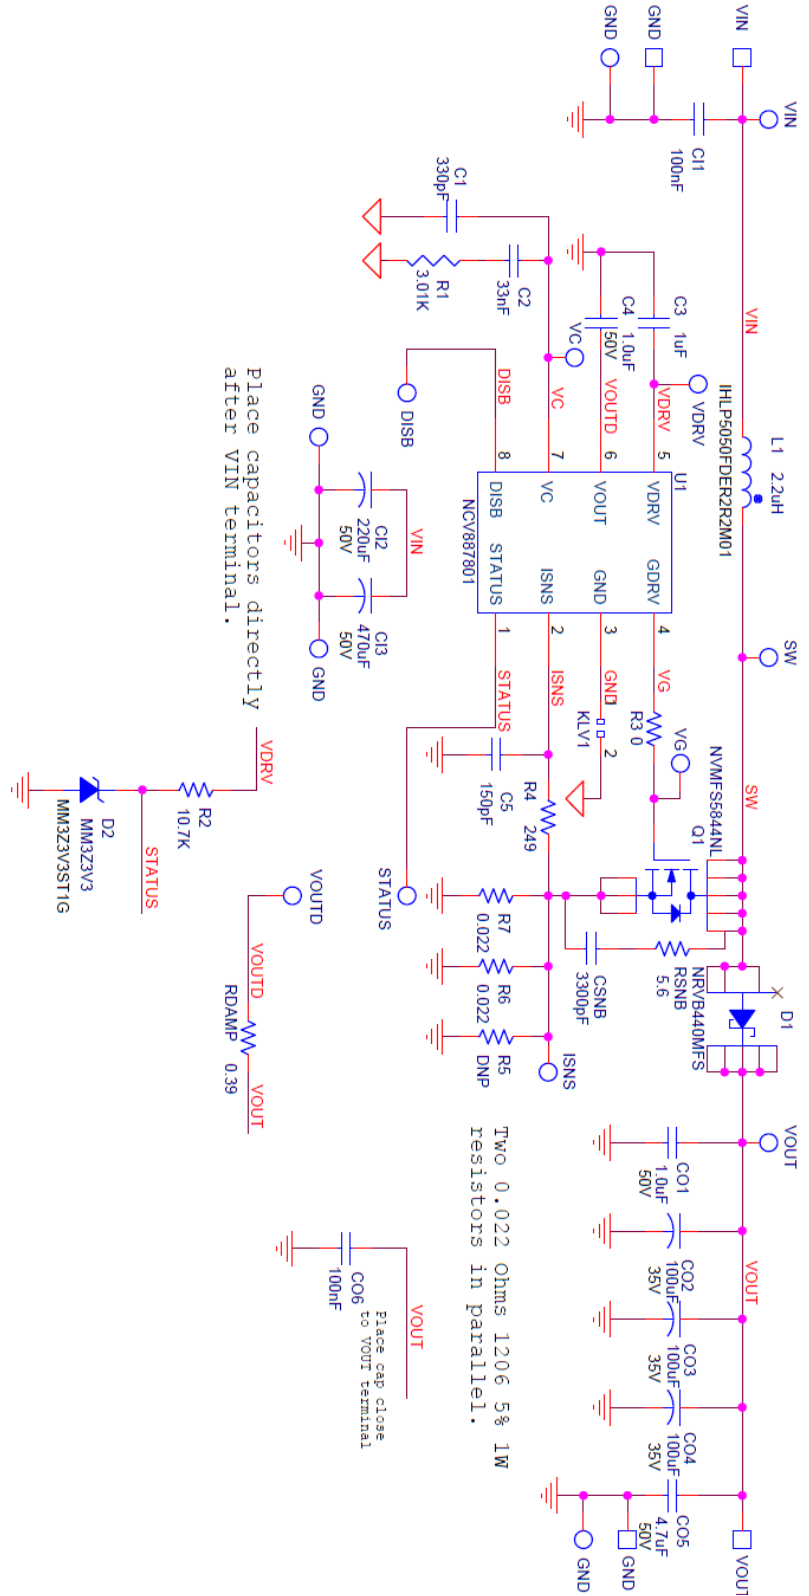 VIN
GND
GND
VIN
CI1
100nF
VIN
L1 2.2uH
IHLP5050FDER2R2M01
SW
SW
NVMFS5844NL
Q1
RSNB
5.6
CSNB
3300pF
D1
NRVB440MFS
VOUT
CO1
1.0uF
50V
VOUT
CO2
100uF
35V
CO3
100uF
35V
CO4
100uF
35V
CO5
4.7uF
50V
VOUT
GND
GND
C1
330pF
R1
3.01K
C2
33nF
C3
1uF
C4
1.0uF
50V
VDRV
VC
VDRV
VOUTD
VC
DISB
DISB
5
6
7
8
U1
VDRV
VOUT
VC
DISB
GDRV
GND
ISNS
STATUS
NCV887801
4
3
2
1
VG
GND
ISNS
STATUS
R3 0
VG
1
KLV1
2
C5
150pF
R4
249
STATUS
R7
0.022
R6
0.022
R5
DNP
ISNS
Two 0.022 Ohms 1206 5% 1W
resistors in parallel.
GND
VIN
CI2
220uF
50V
CI3
470uF
50V
GND
Place capacitors directly
after VIN terminal.
VDRV
R2
10.7K
STATUS
D2
MM3Z3V3
MM3Z3V3ST1G
VOUTD
VOUTD
RDAMP 0.39
VOUT
VOUT
CO6
100nF
Place cap close
to VOUT terminal